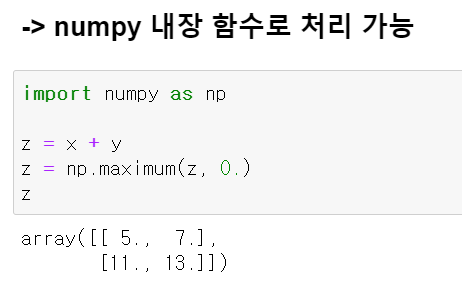 -> numpy 내장 함수로 처리 가능
import numpy as np
z = x + y
z = np.maximum(z, 0.)
z
array([[ 5.,  7.],
       [11., 13.]])